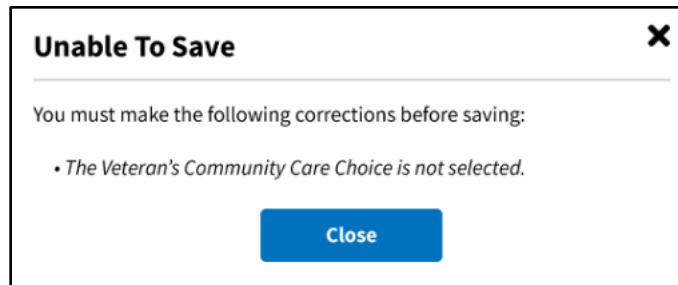 Unable To Save
You must make the following corrections before saving:
• The Veteran’s Community Care Choice is not selected.
Close